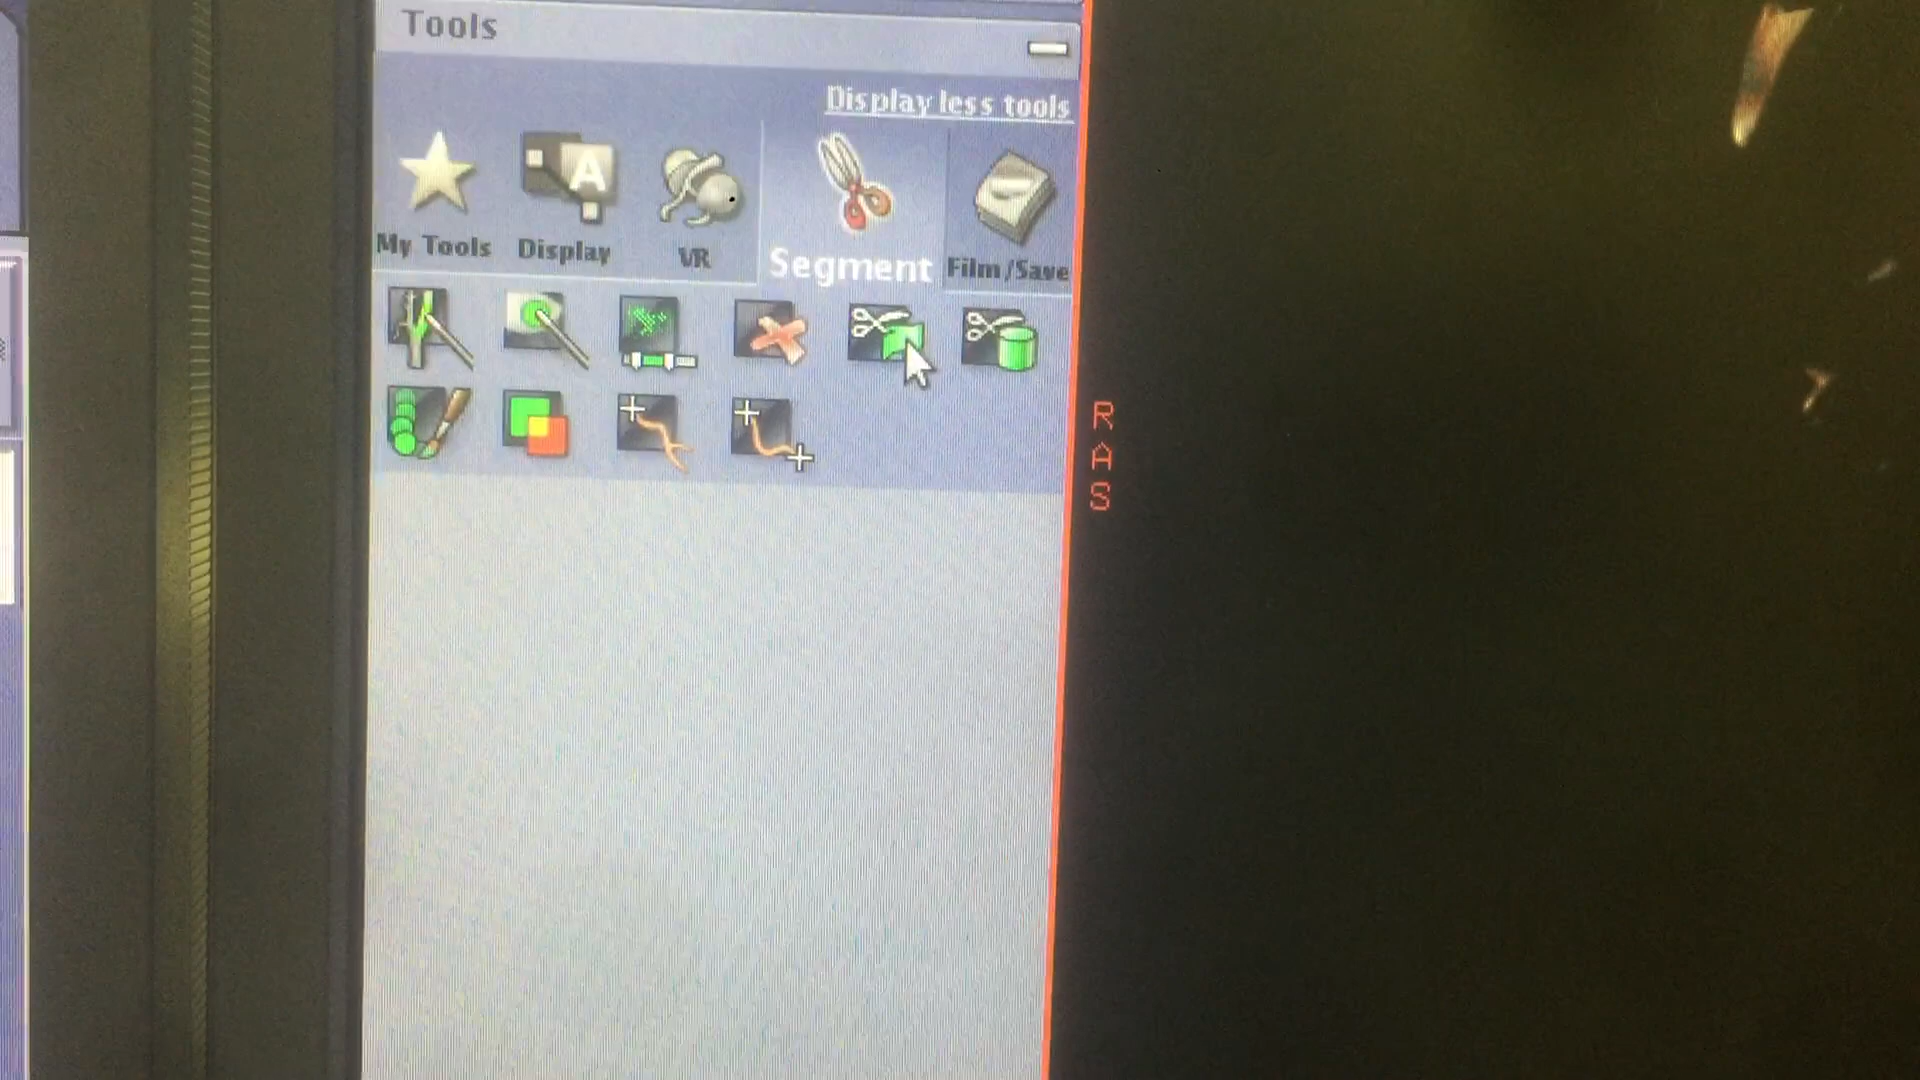 Tools
Display less tools
A
My Tools
Display
VR
Segment
Film/Save
R
A
S